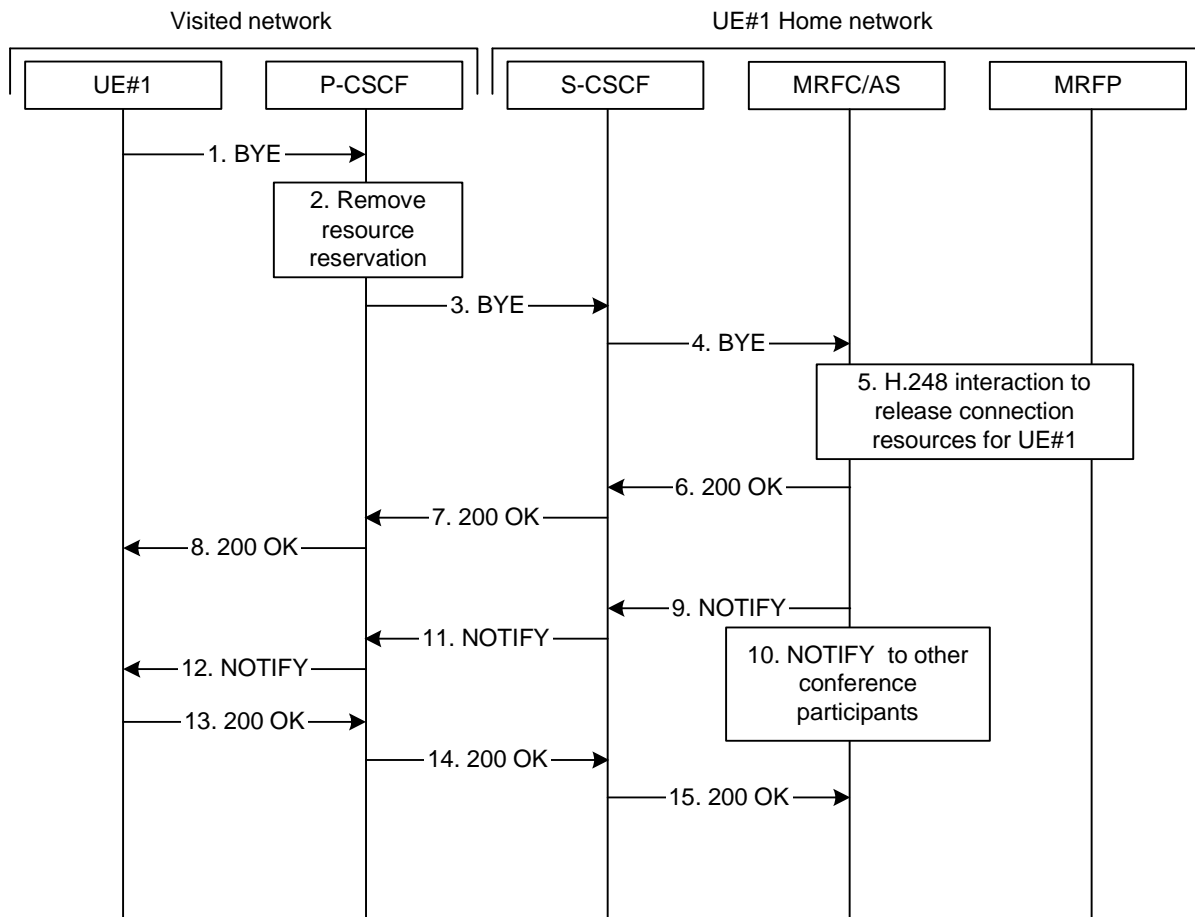 Visited network
UE#1 Home network
UE#1
P-CSCF
S-CSCF
MRFC/AS
MRFP
1. BYE
2. Remove
resource
reservation
3. BYE
4. BYE
5. H.248 interaction to
release connection
resources for UE#1
6. 200 OK
7. 200 OK
8. 200 OK
9. NOTIFY
10. NOTIFY to other
conference
participants
11. NOTIFY
12. NOTIFY
13. 200 OK
14. 200 OK
15. 200 OK